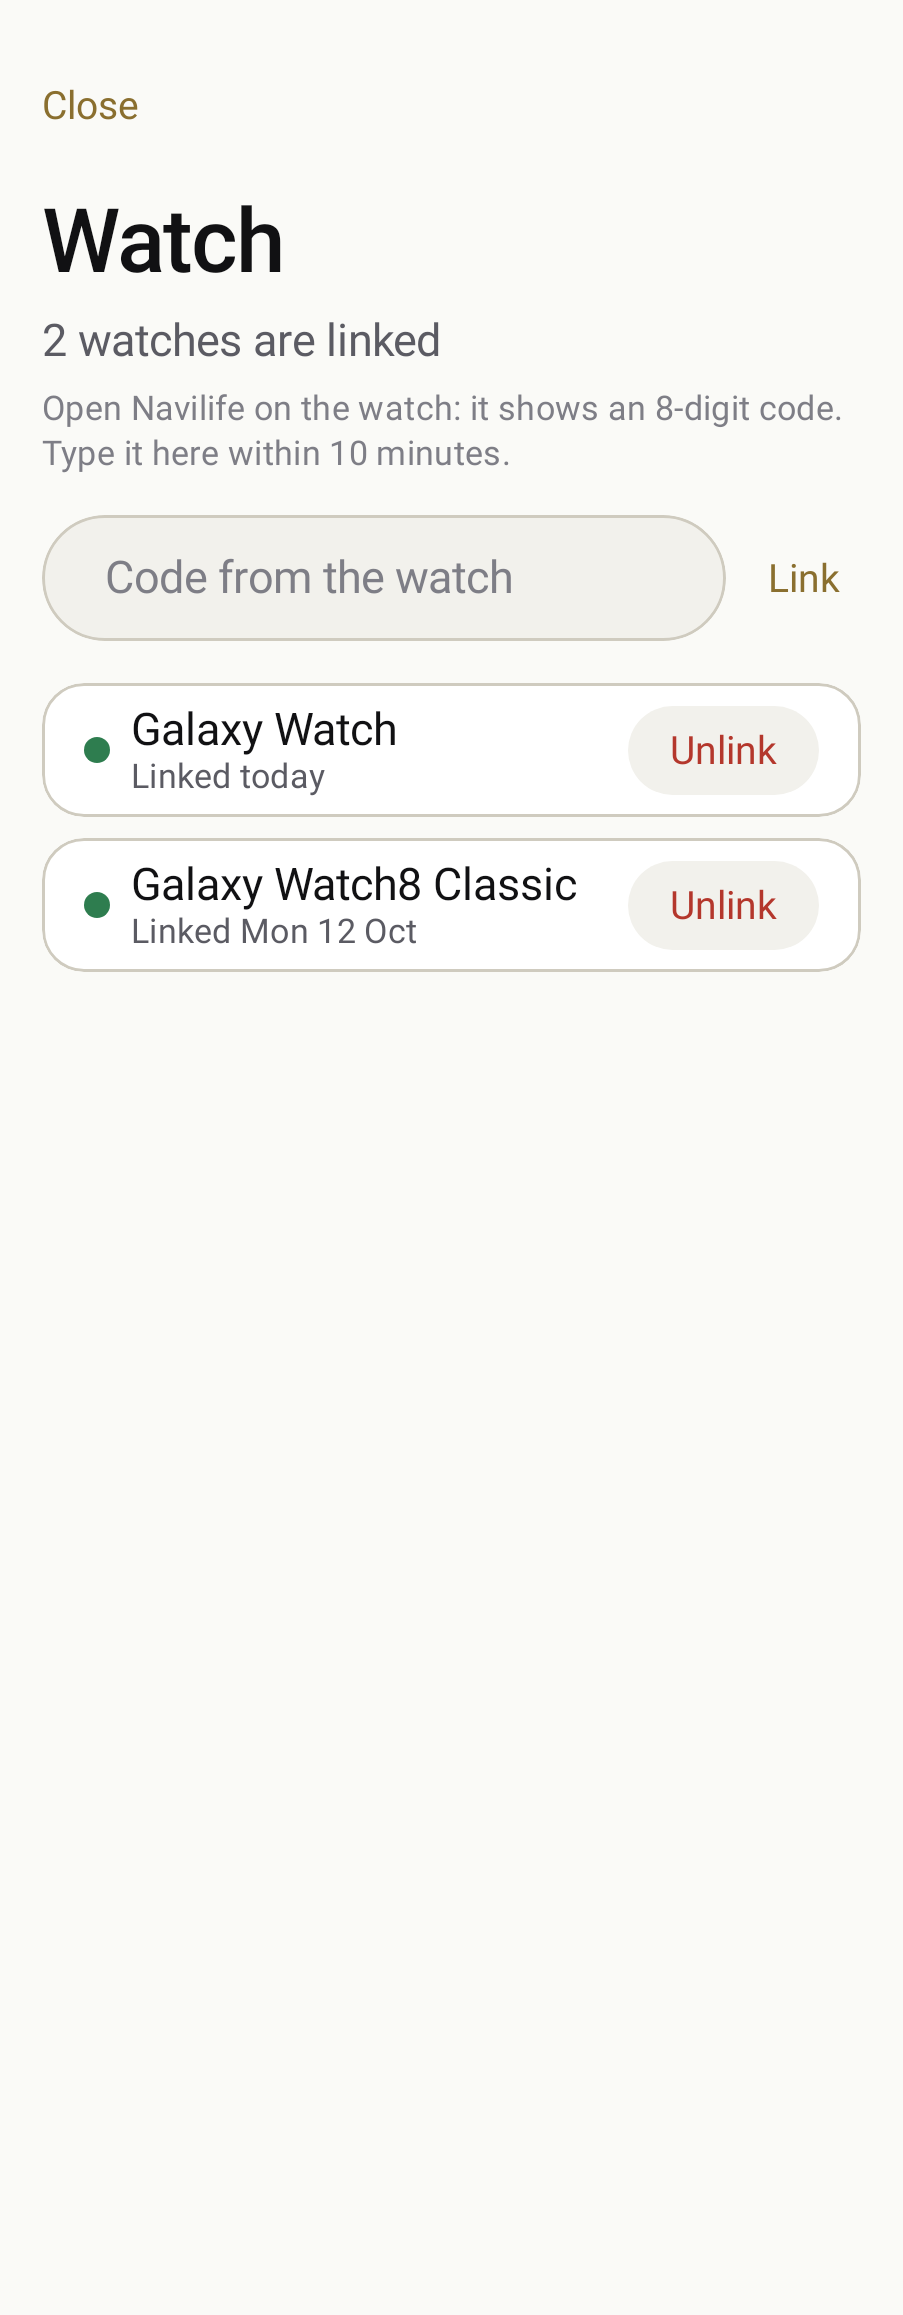 Close
Watch
2 watches are linked
Open Navilife on the watch: it shows an 8-digit code.
Type it here within 10 minutes.
Code from the watch
Link
Galaxy Watch
Linked today
Unlink
Galaxy Watch8 Classic
Linked Mon 12 Oct
Unlink